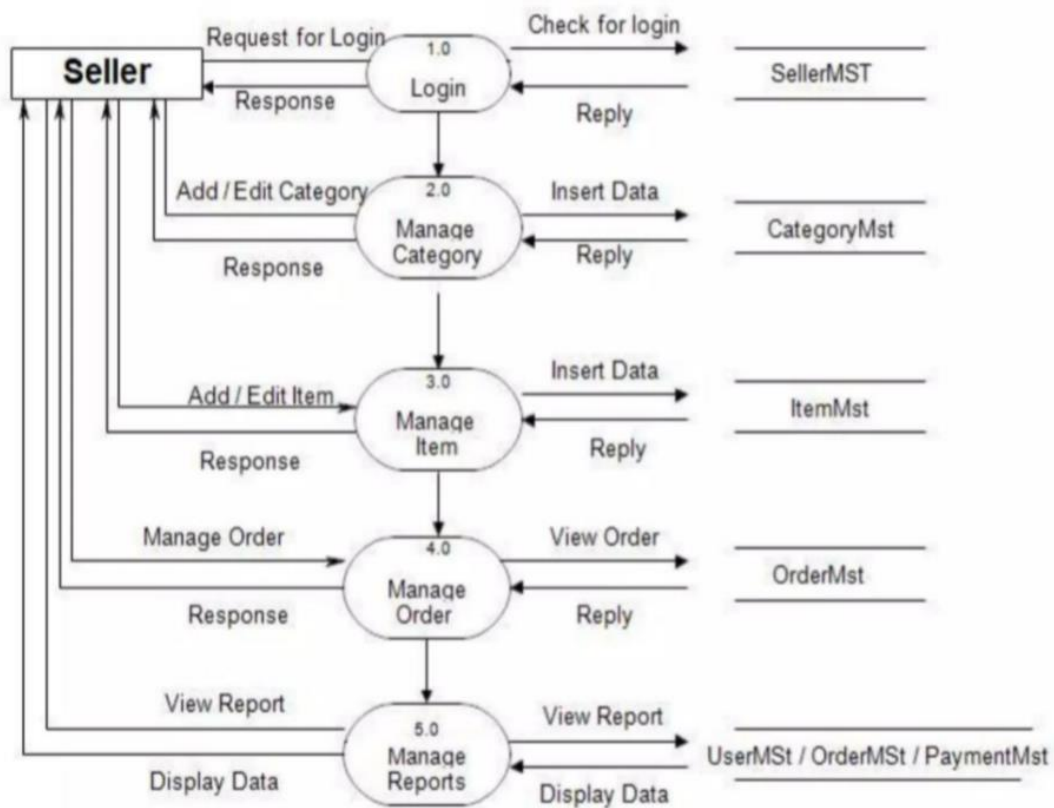 Request for Login
Check for login
Seller
1.0
Login
SellerMST
Response
Reply
Add / Edit Category
2.0
Manage
Category
Insert Data
CategoryMst
Response
Reply
Add / Edit Item
3.0
Manage
Item
Insert Data
ItemMst
Response
Reply
Manage Order
4.0
Manage
Order
View Order
OrderMst
Response
Reply
View Report
5.0
Manage
Reports
View Report
UserMSt / OrderMSt / PaymentMst
Display Data
Display Data